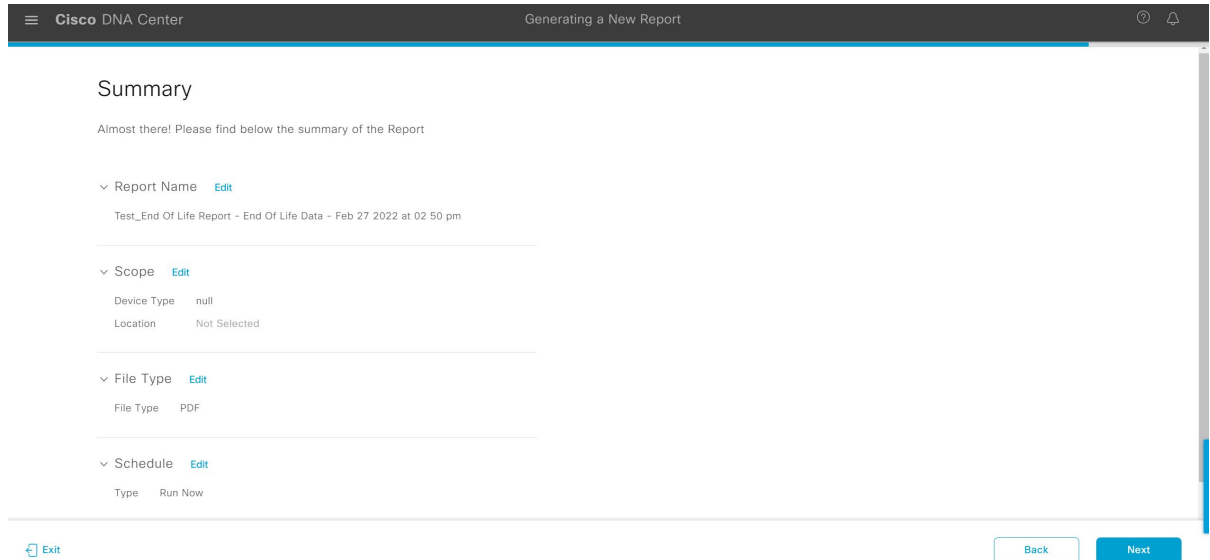 Cisco DNA Center Generating a New Report
Summary
Almost there! Please find below the summary of the Report
Report Name Edit
Test_End Of Life Report - End Of Life Data - Feb 27 2022 at 02 50 pm
Scope Edit
Device Type null
Location Not Selected
File Type Edit
File Type PDF
Schedule Edit
Type Run Now
Exit Back Next